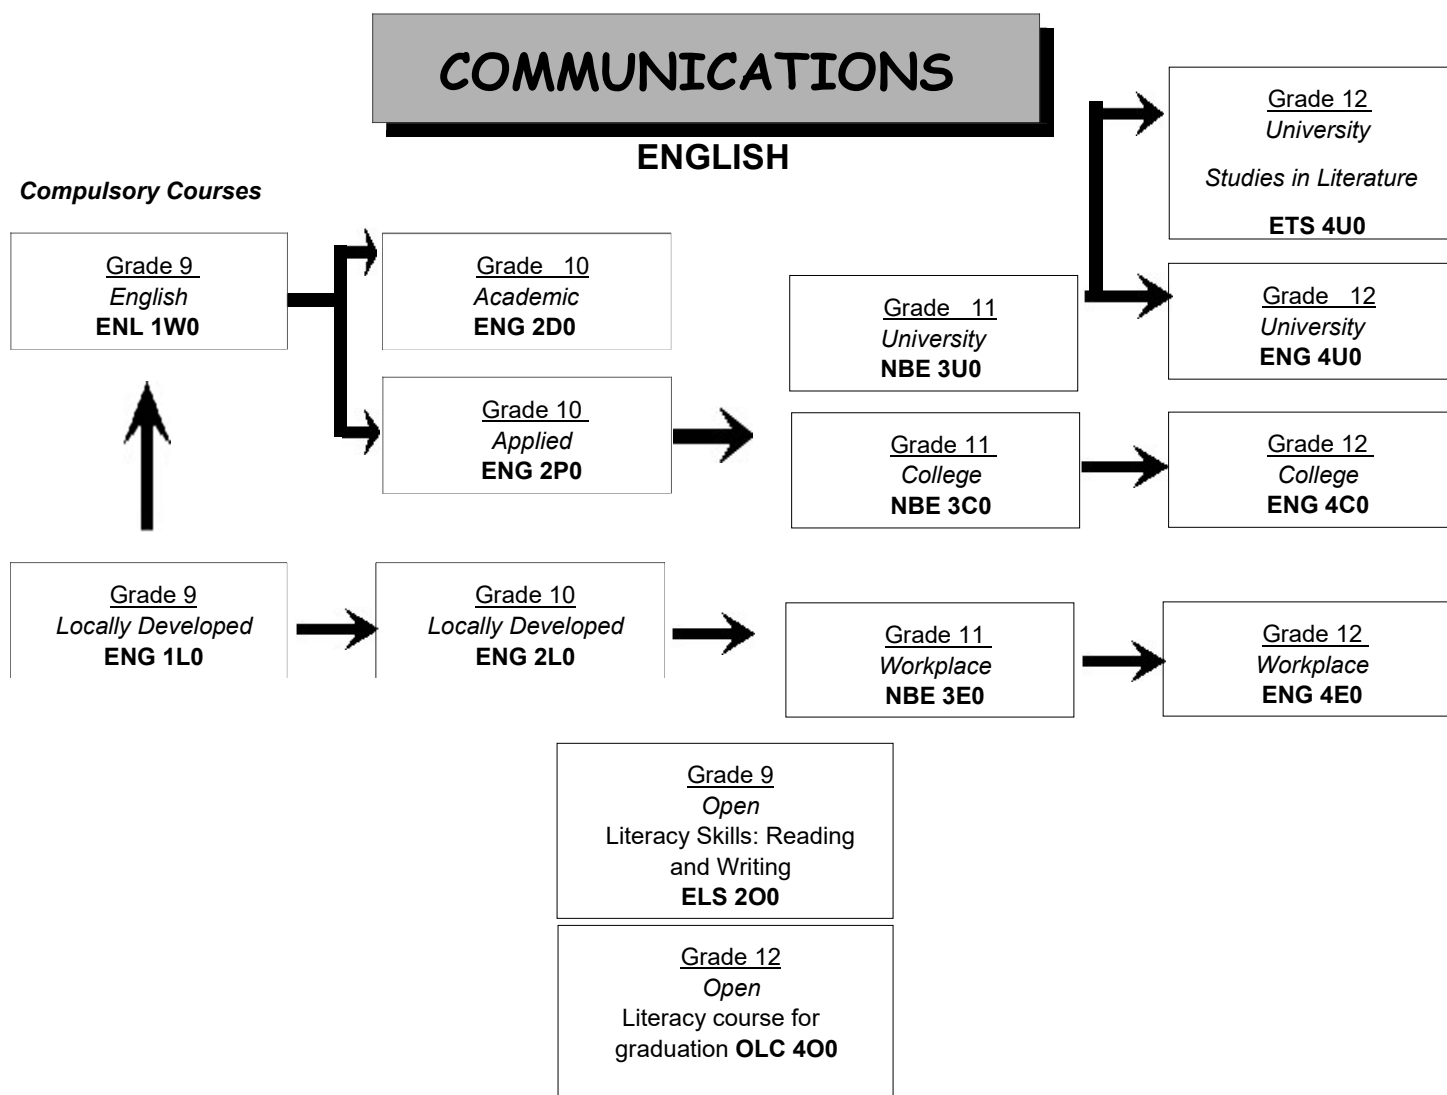 COMMUNICATIONS
ENGLISH
Compulsory Courses
Grade 9
English
ENL 1W0
Grade 10
Academic
ENG 2D0
Grade 10
Applied
ENG 2P0
Grade 11
University
NBE 3U0
Grade 11
College
NBE 3C0
Grade 12
University
Studies in Literature
ETS 4U0
Grade 12
University
ENG 4U0
Grade 12
College
ENG 4C0
Grade 9
Locally Developed
ENG 1L0
Grade 10
Locally Developed
ENG 2L0
Grade 11
Workplace
NBE 3E0
Grade 12
Workplace
ENG 4E0
Grade 9
Open
Literacy Skills: Reading
and Writing
ELS 2O0
Grade 12
Open
Literacy course for
graduation OLC 4O0